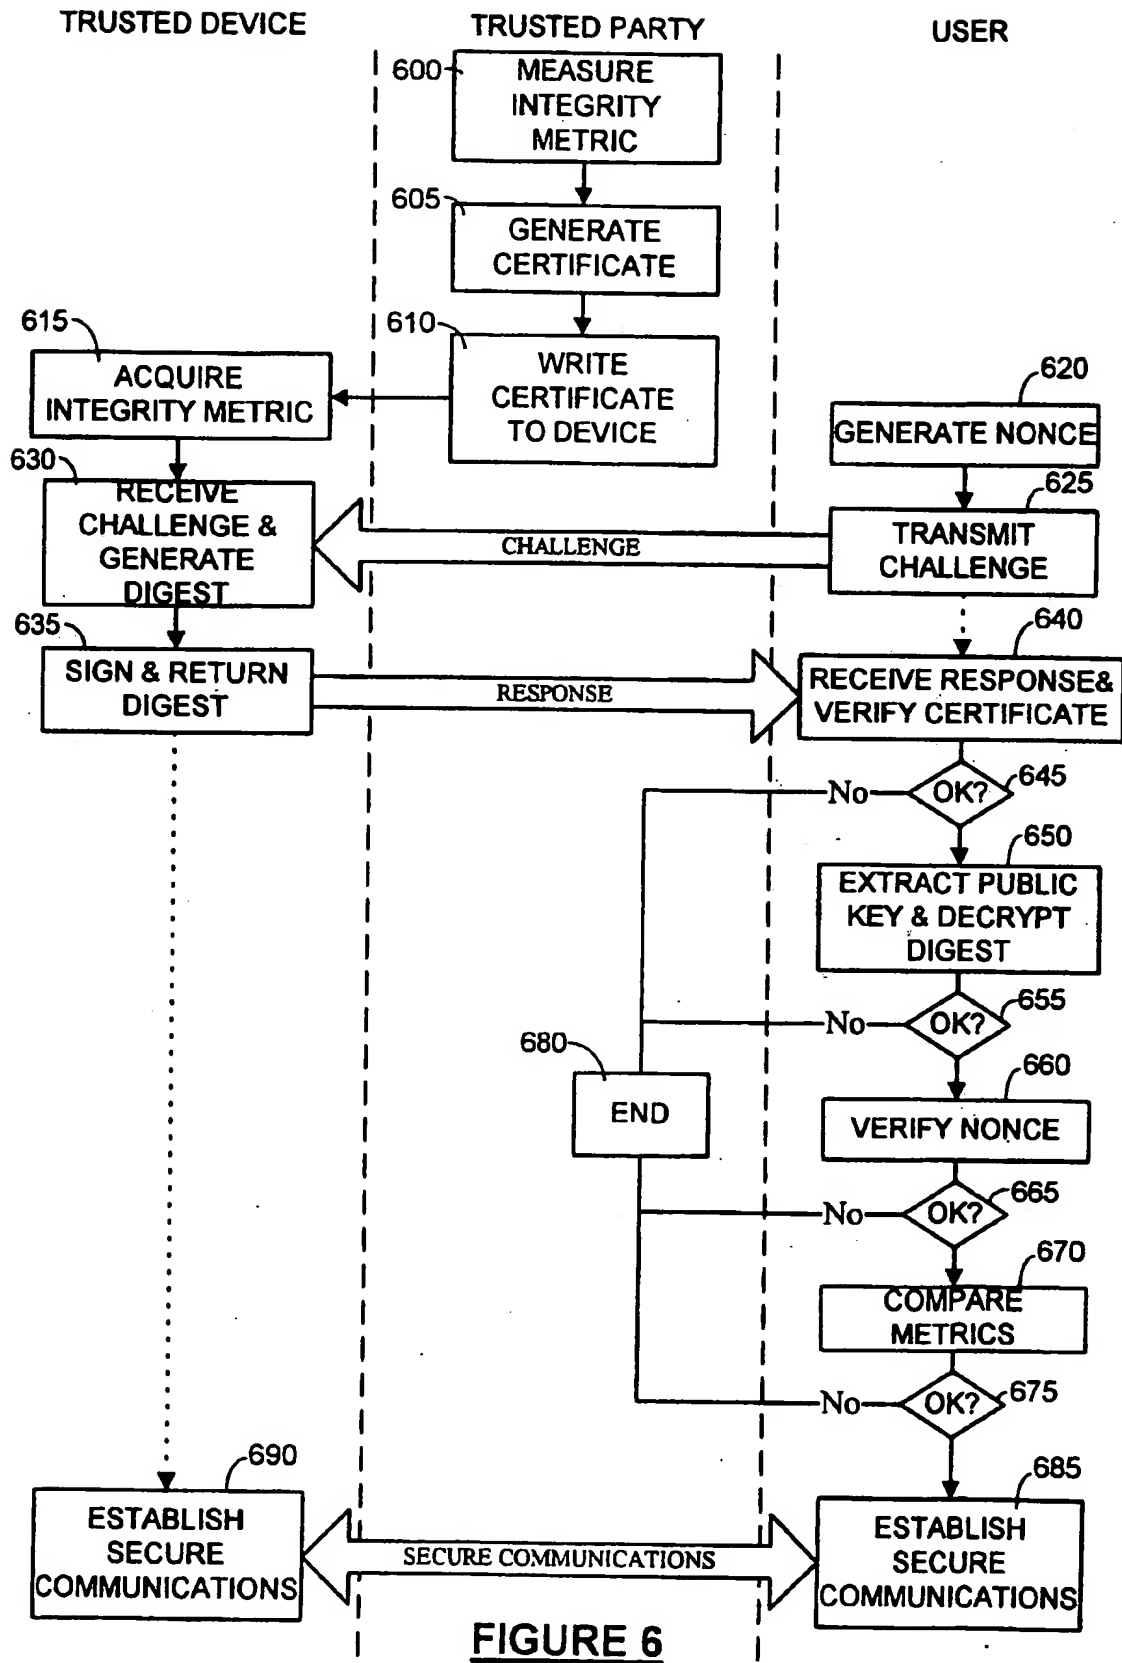 TRUSTED DEVICE
TRUSTED PARTY
USER
600
MEASURE
INTEGRITY
METRIC
605
GENERATE
CERTIFICATE
610
WRITE
CERTIFICATE
TO DEVICE
615
ACQUIRE
INTEGRITY METRIC
620
GENERATE NONCE
625
TRANSMIT
CHALLENGE
CHALLENGE
630
RECEIVE
CHALLENGE &
GENERATE
DIGEST
635
SIGN & RETURN
DIGEST
RESPONSE
640
RECEIVE RESPONSE&
VERIFY CERTIFICATE
645
OK?
No
650
EXTRACT PUBLIC
KEY & DECRYPT
DIGEST
655
OK?
No
680
END
660
VERIFY NONCE
665
OK?
No
670
COMPARE
METRICS
675
OK?
No
690
ESTABLISH
SECURE
COMMUNICATIONS
SECURE COMMUNICATIONS
685
ESTABLISH
SECURE
COMMUNICATIONS
FIGURE 6